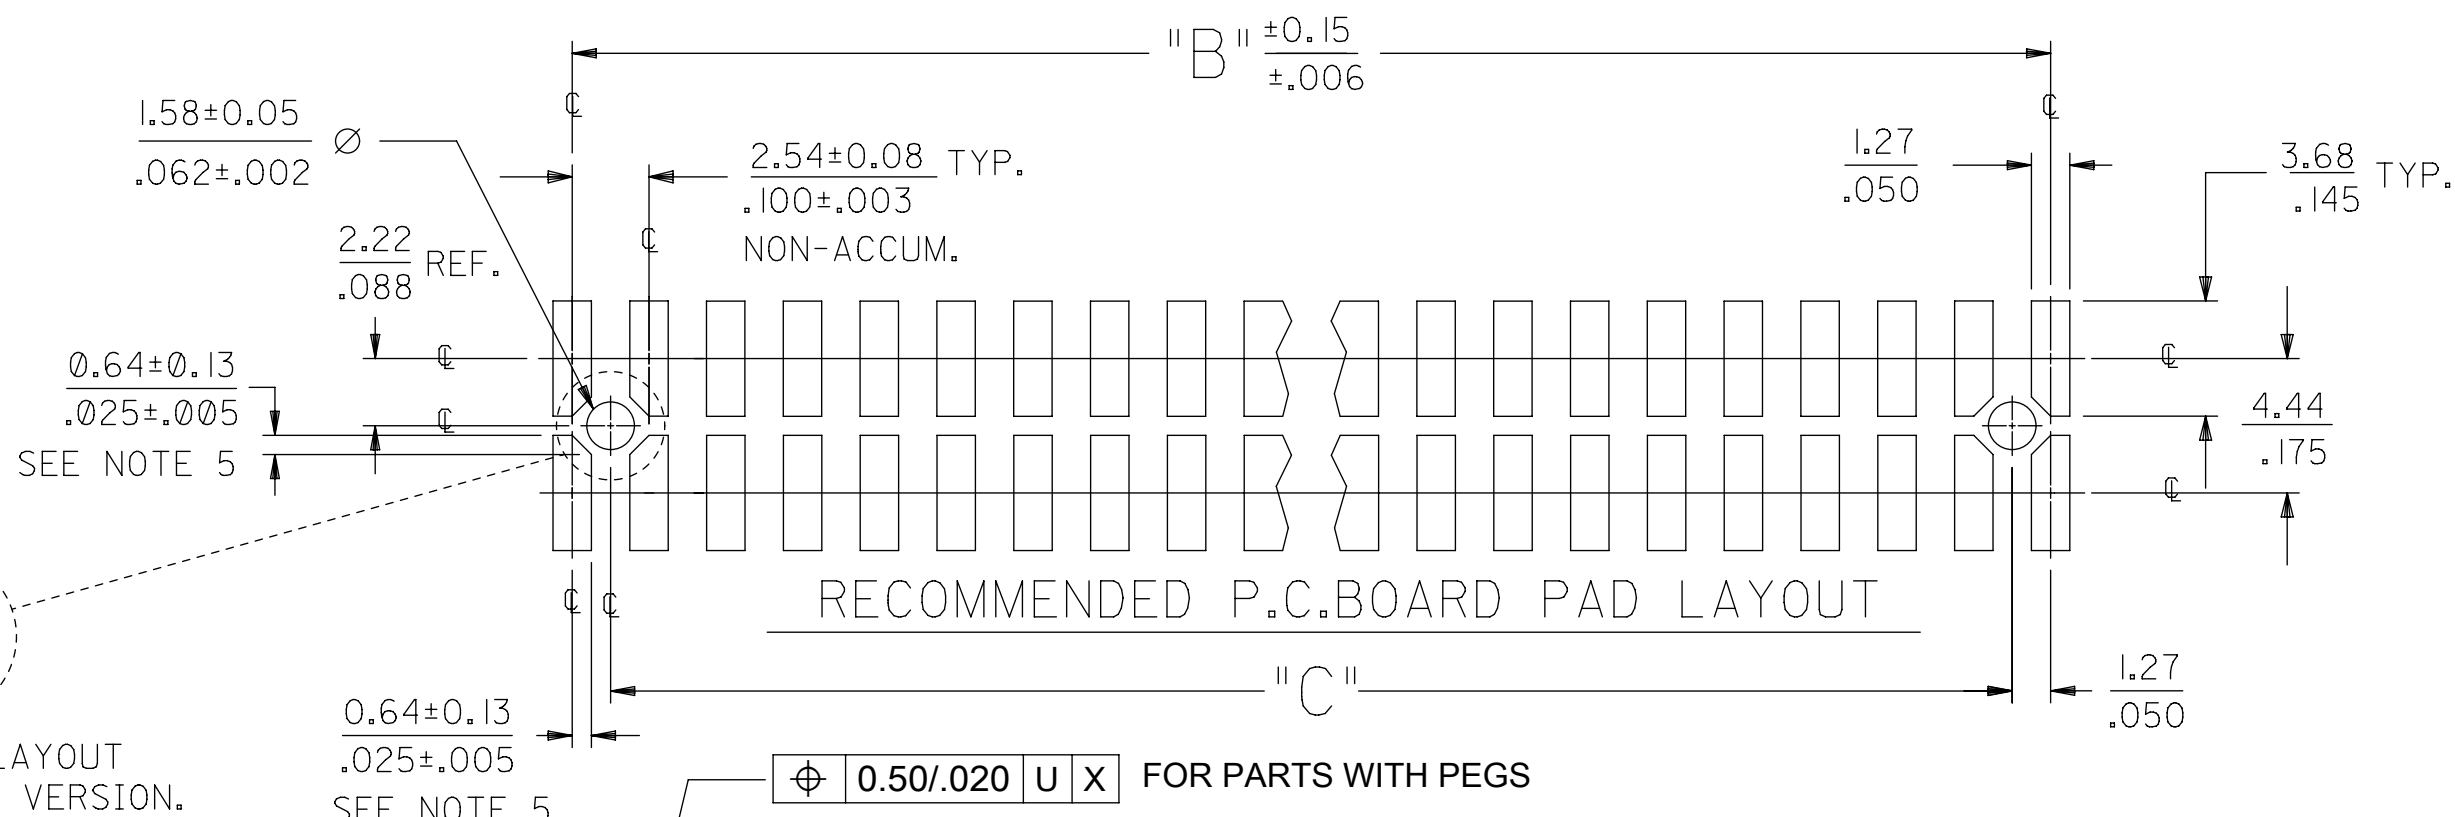 "B" ±0.15
±.006
℄ ℄
1.58±0.05 ∅
.062±.002
2.54±0.08 TYP.
.100±.003
NON-ACCUM.
1.27
.050
3.68 TYP.
.145
2.22 REF.
.088
℄
℄ ℄
0.64±0.13
.025±.005
SEE NOTE 5
℄
4.44
.175
℄
℄ ℄
RECOMMENDED P.C.BOARD PAD LAYOUT
"C"
1.27
.050
0.64±0.13
.025±.005
SEE NOTE 5
LAYOUT
VERSION.
⌖ 0.50/.020 U X FOR PARTS WITH PEGS